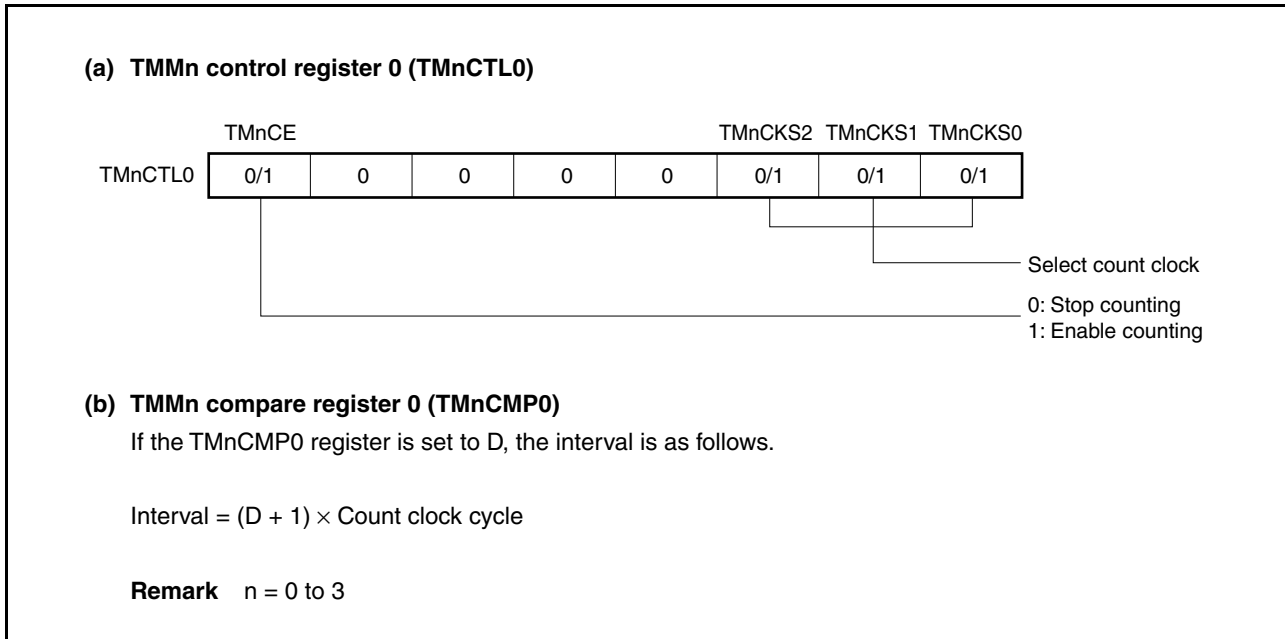 (a) TMMn control register 0 (TMnCTL0)
TMnCE TMnCKS2 TMnCKS1 TMnCKS0
TMnCTL0 0/1 0 0 0 0 0/1 0/1 0/1
Select count clock
0: Stop counting
1: Enable counting
(b) TMMn compare register 0 (TMnCMP0)
If the TMnCMP0 register is set to D, the interval is as follows.
Interval = (D + 1) × Count clock cycle
Remark n = 0 to 3